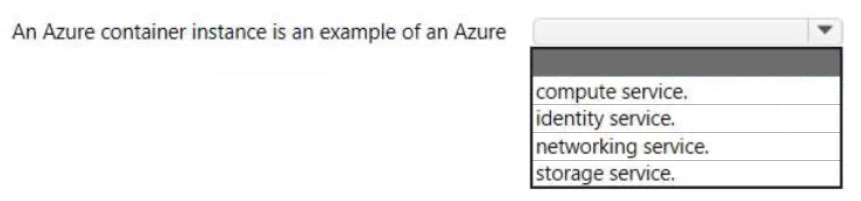 An Azure container instance is an example of an Azure
compute service.
identity service.
networking service.
storage service.